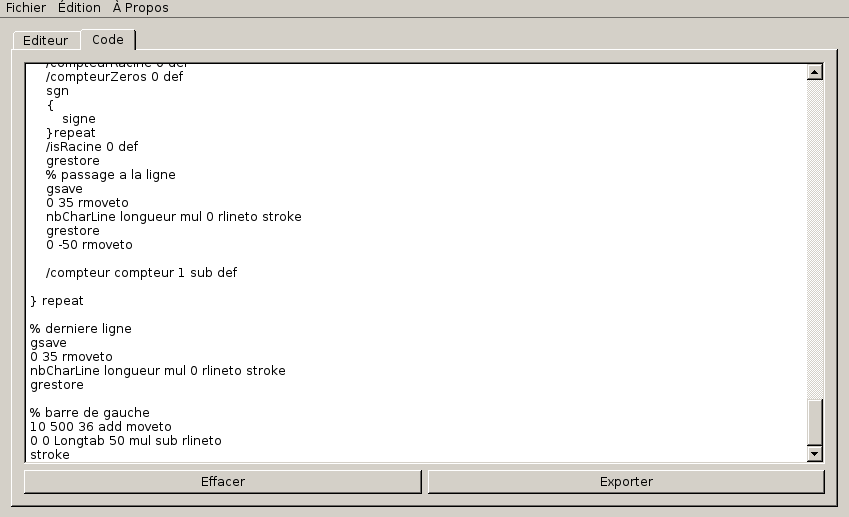 Fichier Édition À Propos
Editeur Code
/compteurRacine 0 def
/compteurZeros 0 def
sgn
{
signe
}repeat
/isRacine 0 def
grestore
% passage a la ligne
gsave
0 35 rmoveto
nbCharLine longueur mul 0 rlineto stroke
grestore
0 -50 rmoveto
/compteur compteur 1 sub def
} repeat
% derniere ligne
gsave
0 35 rmoveto
nbCharLine longueur mul 0 rlineto stroke
grestore
% barre de gauche
10 500 36 add moveto
0 0 Longtab 50 mul sub rlineto
stroke
Effacer Exporter